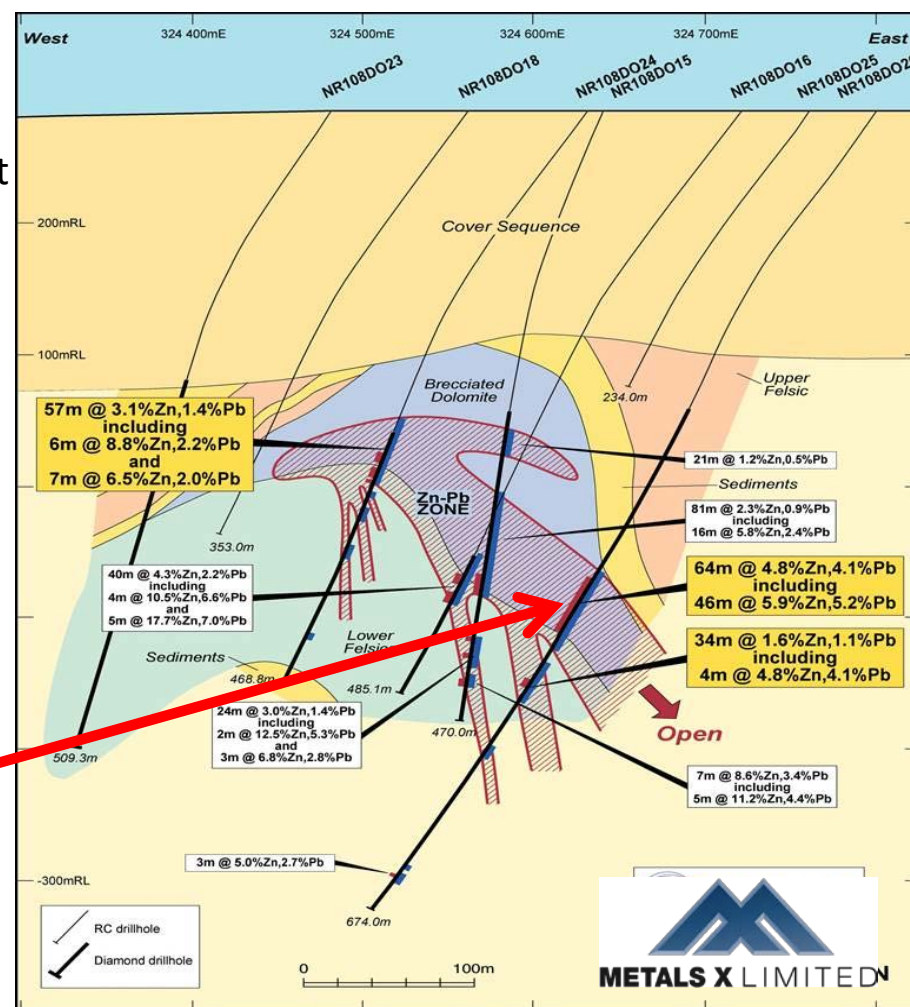 West
324 400mE
324 500mE
324 600mE
324 700mE
East
NR108DO23
NR108DO18
NR108DO24
NR108DO15
NR108DO16
NR108DO25
t
200mRL
Cover Sequence
100mRL
Brecciated
Dolomite
Upper
Felsic
234.0m
57m @ 3.1%Zn,1.4%Pb
including
6m @ 8.8%Zn,2.2%Pb
and
7m @ 6.5%Zn,2.0%Pb
21m @ 1.2%Zn,0.5%Pb
Sediments
Zn-Pb
ZONE
81m @ 2.3%Zn,0.9%Pb
including
16m @ 5.8%Zn,2.4%Pb
353.0m
40m @ 4.3%Zn,2.2%Pb
including
4m @ 10.5%Zn,6.6%Pb
and
5m @ 17.7%Zn,7.0%Pb
64m @ 4.8%Zn,4.1%Pb
including
46m @ 5.9%Zn,5.2%Pb
Lower
Felsic
Sediments
34m @ 1.6%Zn,1.1%Pb
including
4m @ 4.8%Zn,4.1%Pb
468.8m
485.1m
24m @ 3.0%Zn,1.4%Pb
including
2m @ 12.5%Zn,5.3%Pb
and
3m @ 6.8%Zn,2.8%Pb
470.0m
Open
509.3m
7m @ 8.6%Zn,3.4%Pb
including
5m @ 11.2%Zn,4.4%Pb
3m @ 5.0%Zn,2.7%Pb
-300mRL
674.0m
RC drillhole
Diamond drillhole
0
100m
METALS X LIMITED
N